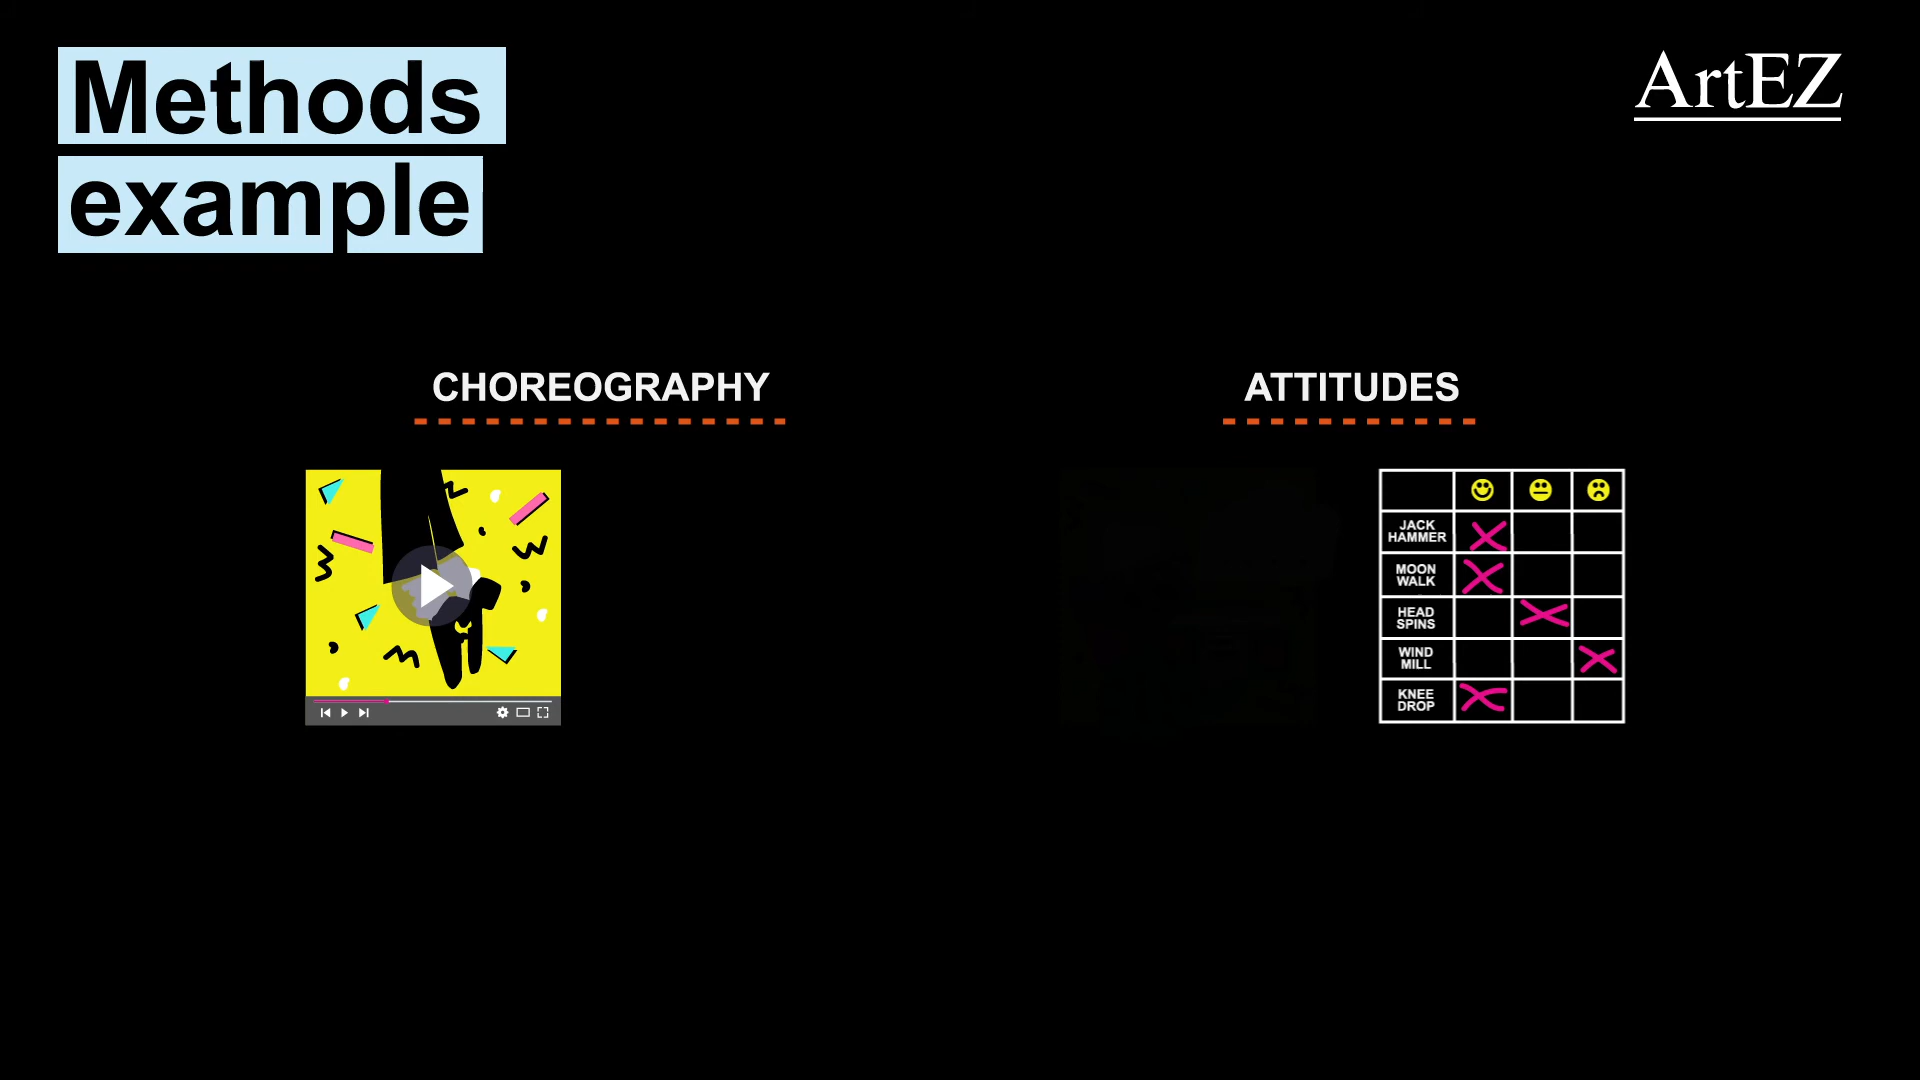 Methods
example
ArtEZ
CHOREOGRAPHY
ATTITUDES
JACK
HAMMER
MOON
WALK
HEAD
SPINS
WIND
MILL
KNEE
DROP